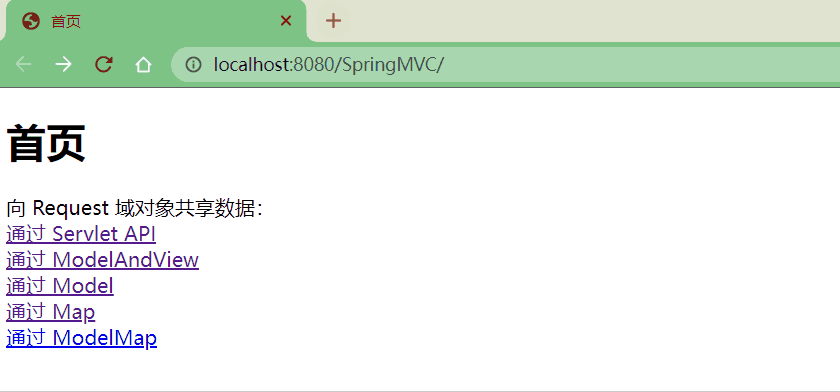 首页
localhost:8080/SpringMVC/
首页
向 Request 域对象共享数据：
通过 Servlet API
通过 ModelAndView
通过 Model
通过 Map
通过 ModelMap